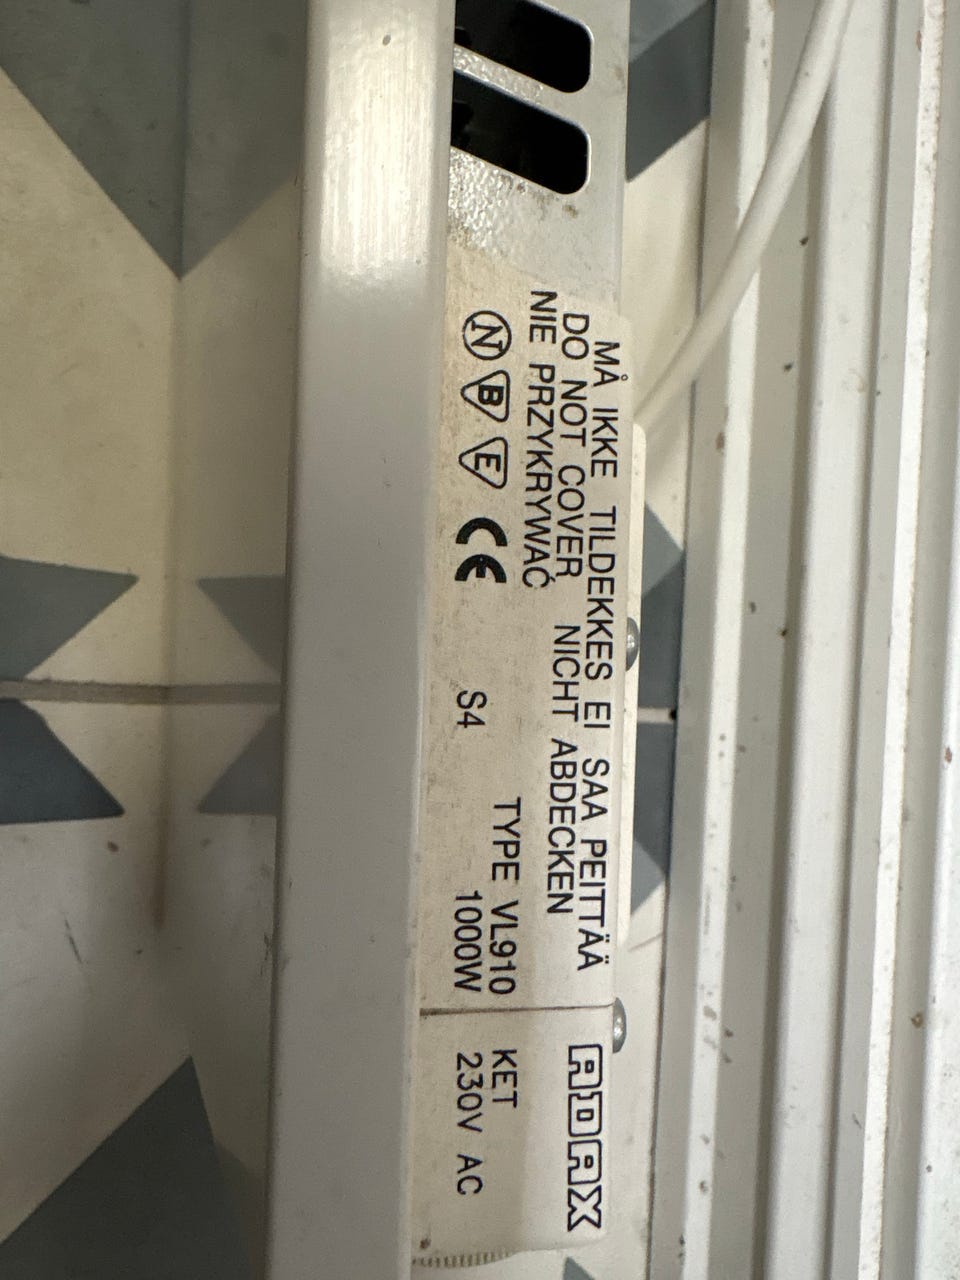 MÅ IKKE TILDEKKES EI SAA PEITTÄÄ
DO NOT COVER NICHT ABDECKEN
NIE PRZYKRYWAĆ
N B E CE S4
TYPE VL910
1000W
ADAX
KET
230V AC